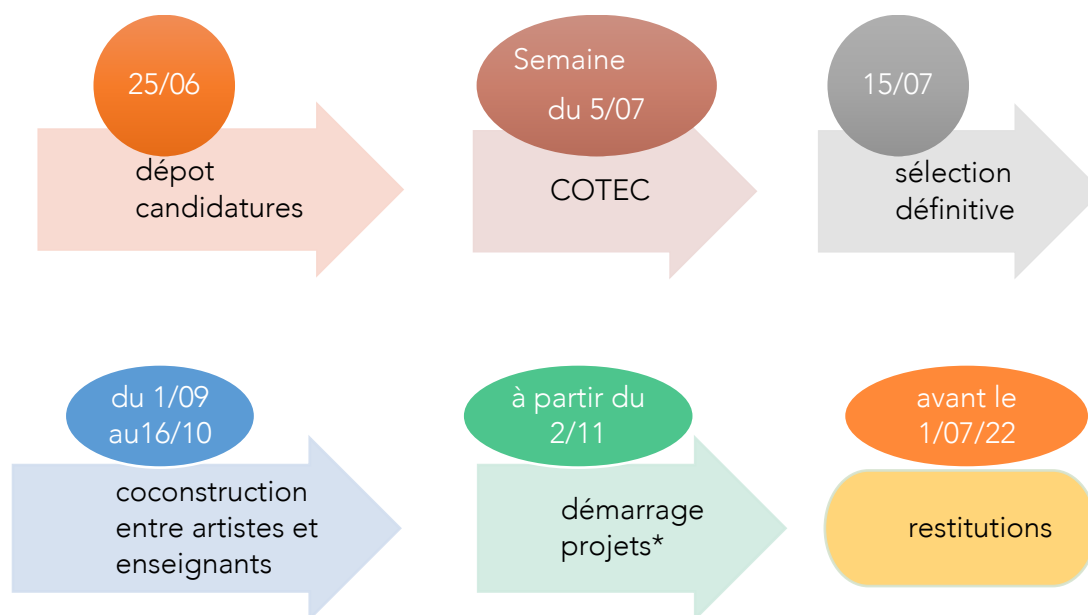 25/06
dépot
candidatures
Semaine
du 5/07
COTEC
15/07
sélection
définitive
du 1/09
au16/10
coconstruction
entre artistes et
enseignants
à partir du
2/11
démarrage
projets*
avant le
1/07/22
restitutions